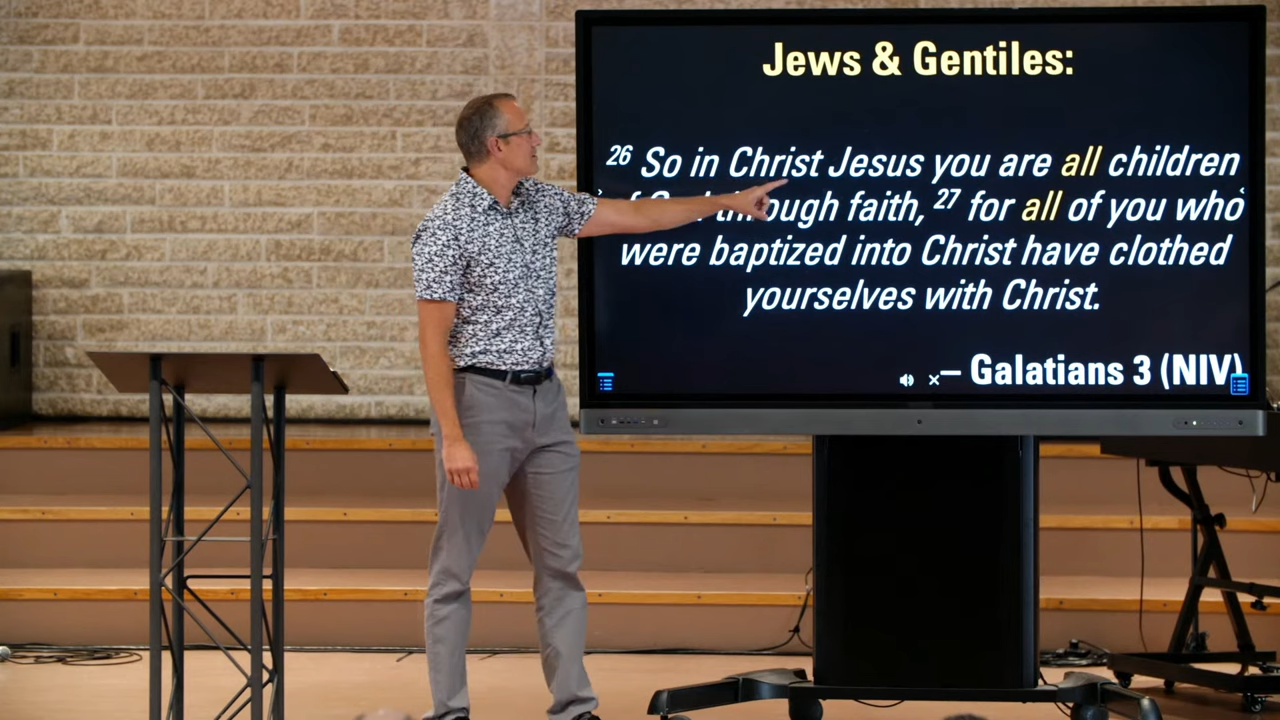 Jews & Gentiles:
26 So in Christ Jesus you are all children
through faith, 27 for all of you who
were baptized into Christ have clothed
yourselves with Christ.
– Galatians 3 (NIV)